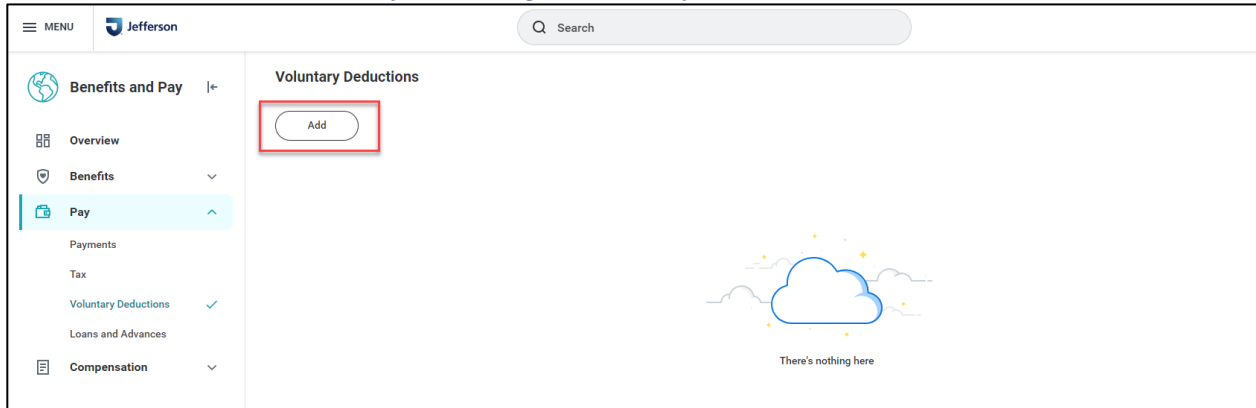 MENU
Jefferson
Search
Benefits and Pay
Overview
Benefits
Pay
Payments
Tax
Voluntary Deductions
Loans and Advances
Compensation
Voluntary Deductions
Add
There's nothing here